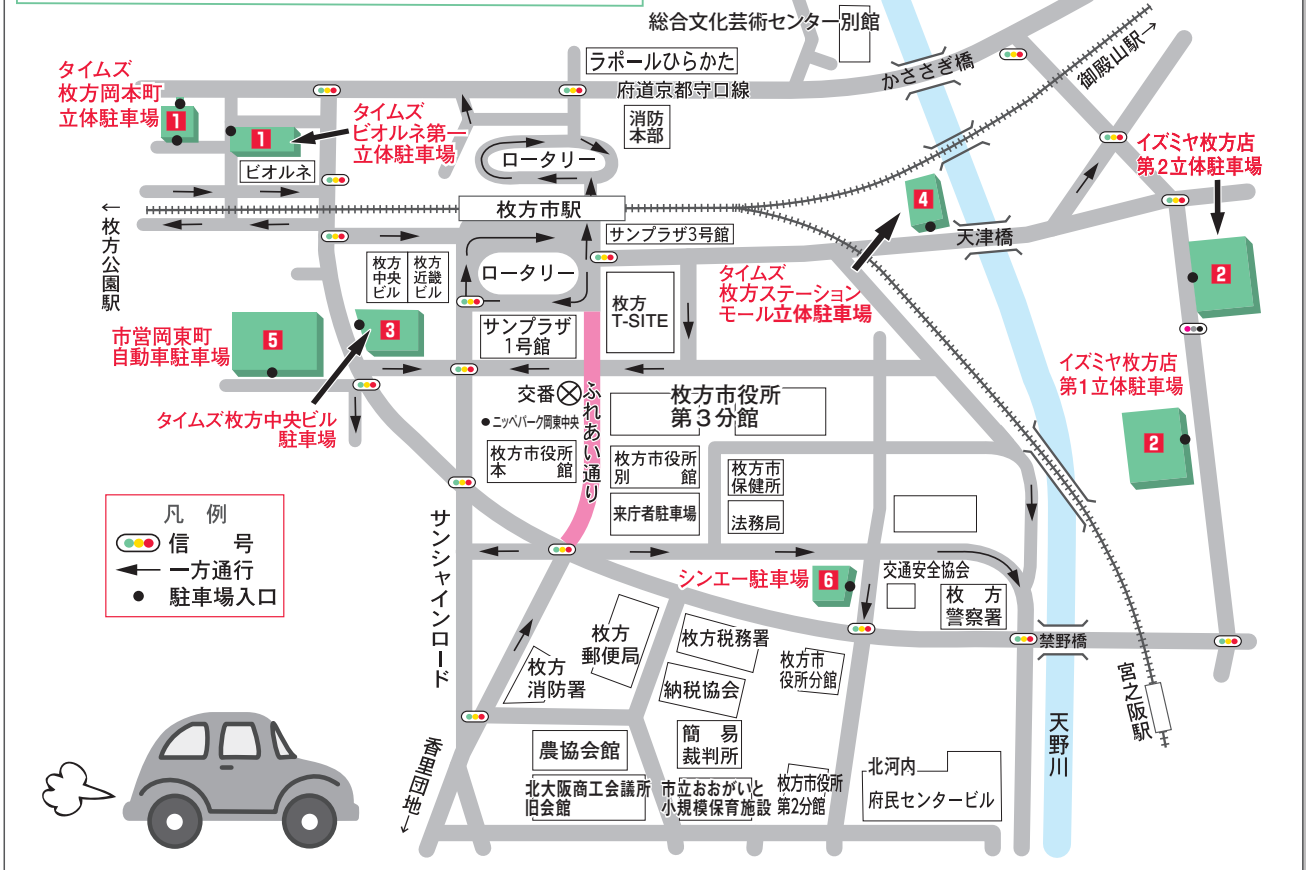 総合文化芸術センター別館
ラポールひらかた
かささぎ橋
御殿山駅→
府道京都守口線
タイムズ
枚方岡本町
立体駐車場
1
タイムズ
ビオルネ第一
立体駐車場
1
ビオルネ
消防
本部
ロータリー
イズミヤ枚方店
第2立体駐車場
2
4
枚方市駅
←枚方公園駅
サンプラザ3号館
天津橋
枚方
中央
ビル
枚方
近畿
ビル
ロータリー
タイムズ
枚方ステーション
モール立体駐車場
枚方
T-SITE
サンプラザ
1号館
市営岡東町
自動車駐車場
5
3
タイムズ枚方中央ビル
駐車場
イズミヤ枚方店
第1立体駐車場
2
交番
ニッペパーク岡東中央
ふれあい通り
枚方市役所
第3分館
枚方市役所
本館
枚方市役所
別館
枚方市
保健所
来庁者駐車場
法務局
凡例
信号
一方通行
駐車場入口
サンシャインロード
シンエー駐車場
6
交通安全協会
枚方
警察署
禁野橋
枚方
郵便局
枚方
消防署
枚方税務署
枚方市
役所分館
納税協会
宮之阪駅
天野川
香里団地→
農協会館
簡易
裁判所
北大阪商工会議所
旧会館
市立おおがいと
小規模保育施設
枚方市役所
第2分館
北河内
府民センタービル